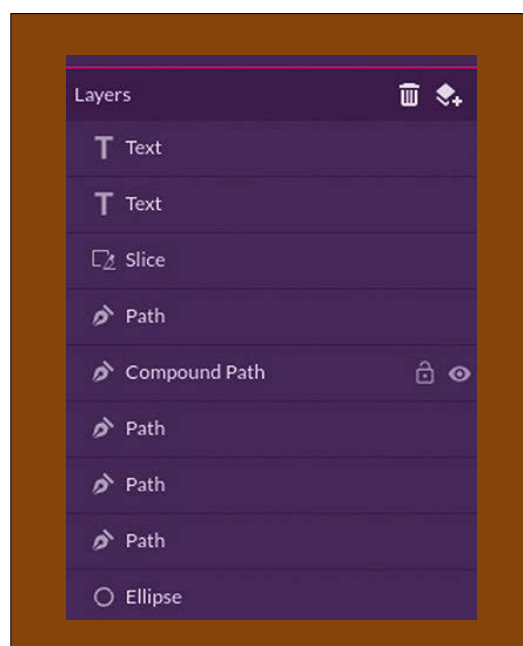 Layers
Text
Text
Slice
Path
Compound Path
Path
Path
Path
Ellipse